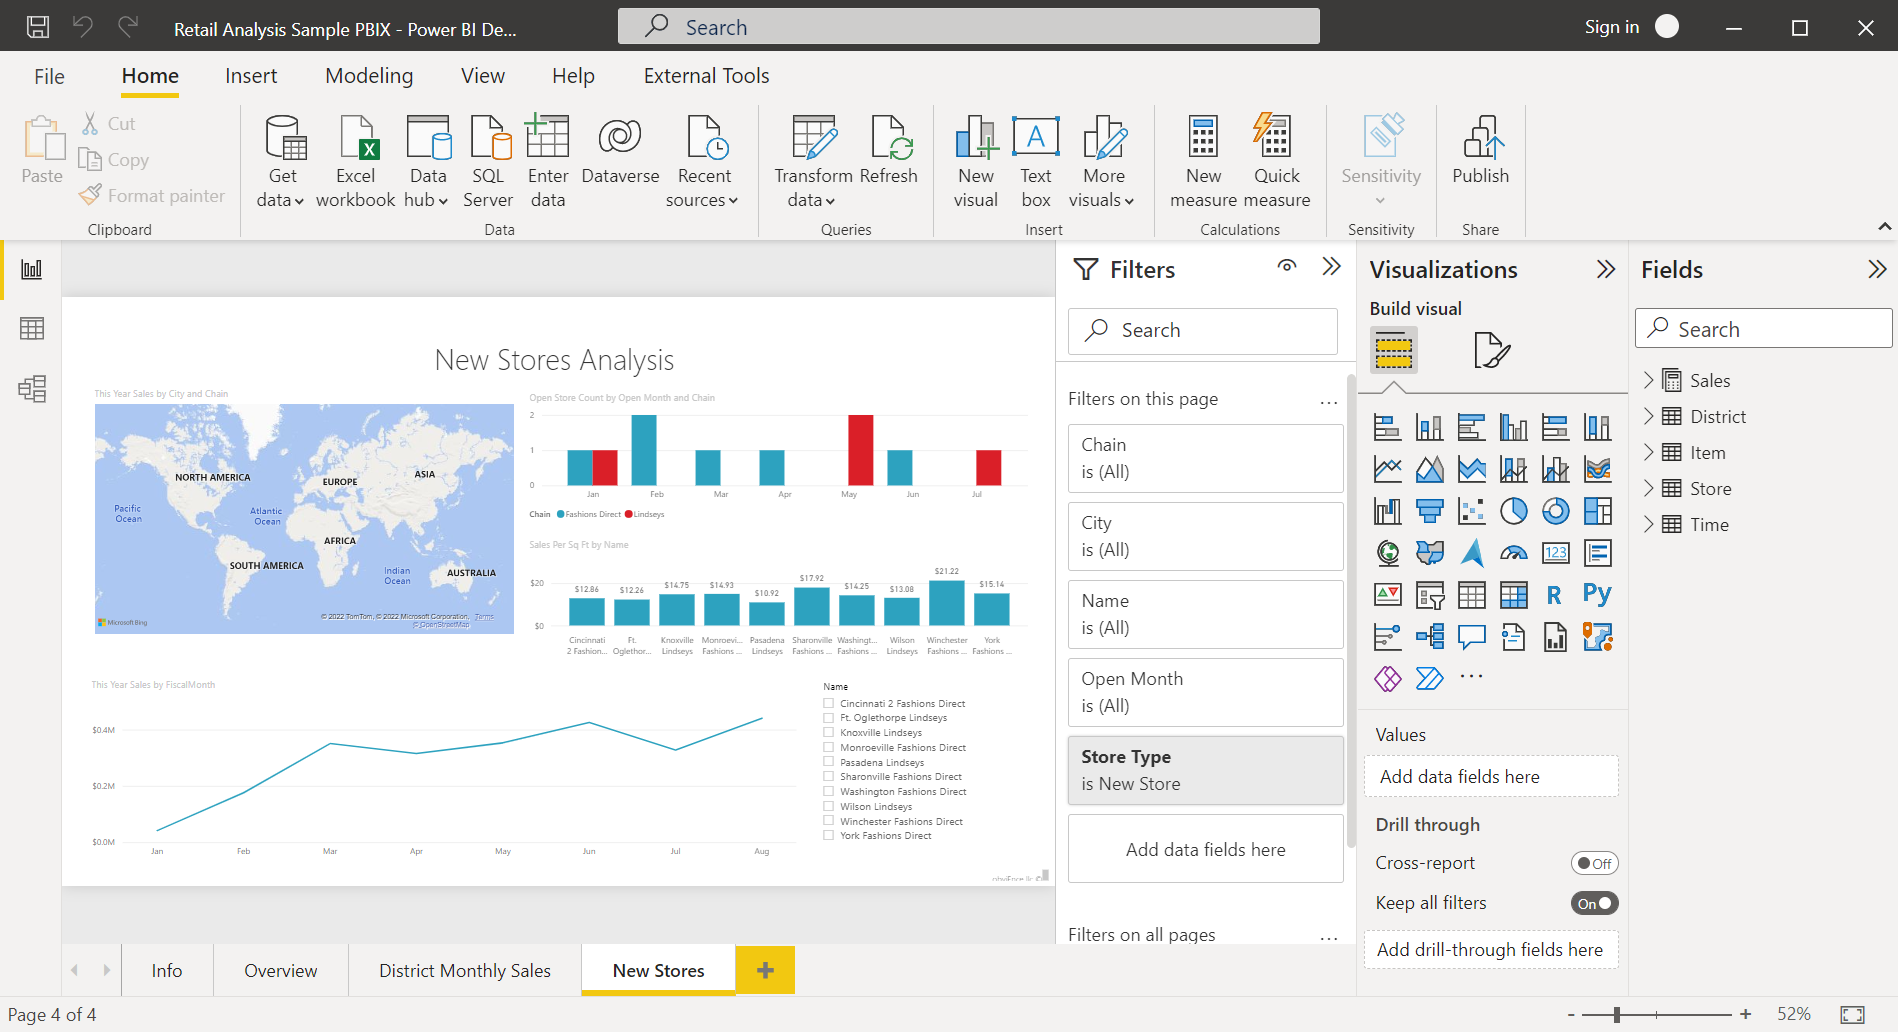 Retail Analysis Sample PBIX - Power BI De...
Search
Sign in
File
Home
Insert
Modeling
View
Help
External Tools
Paste
Cut
Copy
Format painter
Clipboard
Get data
Excel workbook
Data hub
SQL Server
Enter data
Dataverse
Recent sources
Data
Transform data
Refresh
Queries
New visual
Text box
More visuals
Insert
New measure
Quick measure
Calculations
Sensitivity
Sensitivity
Publish
Share
New Stores Analysis
This Year Sales by City and Chain
NORTH AMERICA
EUROPE
ASIA
Pacific Ocean
Atlantic Ocean
AFRICA
SOUTH AMERICA
Indian Ocean
AUSTRALIA
Microsoft Bing
© 2022 TomTom, © 2022 Microsoft Corporation, Terms
© OpenStreetMap
Open Store Count by Open Month and Chain
2
1
0
Jan Feb Mar Apr May Jun Jul
Chain Fashions Direct Lindseys
Sales Per Sq Ft by Name
$20
$0
$12.86 $12.26 $14.75 $14.93 $10.92 $17.92 $14.25 $13.08 $21.22 $15.14
Cincinnati Ft. Knoxville Monroevi... Pasadena Sharonville Washingt... Wilson Winchester York
2 Fashion... Oglethor... Lindseys Fashions ... Lindseys Fashions ... Fashions ... Lindseys Fashions ... Fashions ...
This Year Sales by FiscalMonth
$0.4M
$0.2M
$0.0M
Jan Feb Mar Apr May Jun Jul Aug
Name
Cincinnati 2 Fashions Direct
Ft. Oglethorpe Lindseys
Knoxville Lindseys
Monroeville Fashions Direct
Pasadena Lindseys
Sharonville Fashions Direct
Washington Fashions Direct
Wilson Lindseys
Winchester Fashions Direct
York Fashions Direct
obviEnce llc ©
Filters
Search
Filters on this page
...
Chain
is (All)
City
is (All)
Name
is (All)
Open Month
is (All)
Store Type
is New Store
Add data fields here
Filters on all pages
...
Visualizations
Build visual
123
R
Py
...
Values
Add data fields here
Drill through
Cross-report
Off
Keep all filters
On
Add drill-through fields here
Fields
Search
Sales
District
Item
Store
Time
Info
Overview
District Monthly Sales
New Stores
+
Page 4 of 4
- + 52%